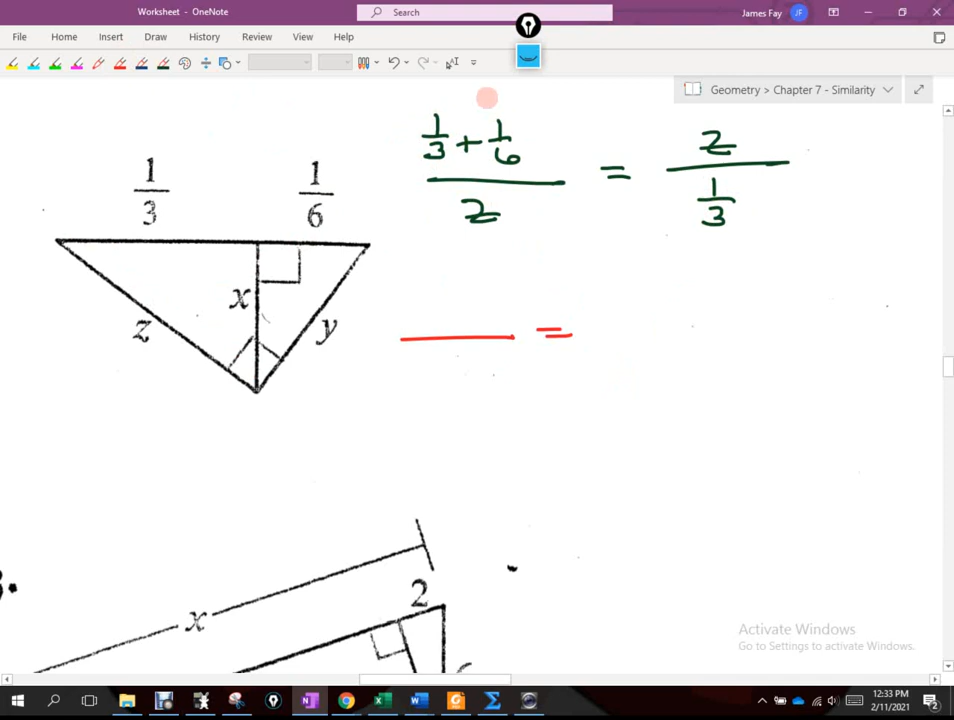 Worksheet - OneNote
Search
James Fay JF
File Home Insert Draw History Review View Help
Geometry > Chapter 7 - Similarity
1/3 1/6
(1/3 + 1/6)/z = z/(1/3)
x
z y
=
x 2
Activate Windows
Go to Settings to activate Windows.
12:33 PM
2/11/2021
2